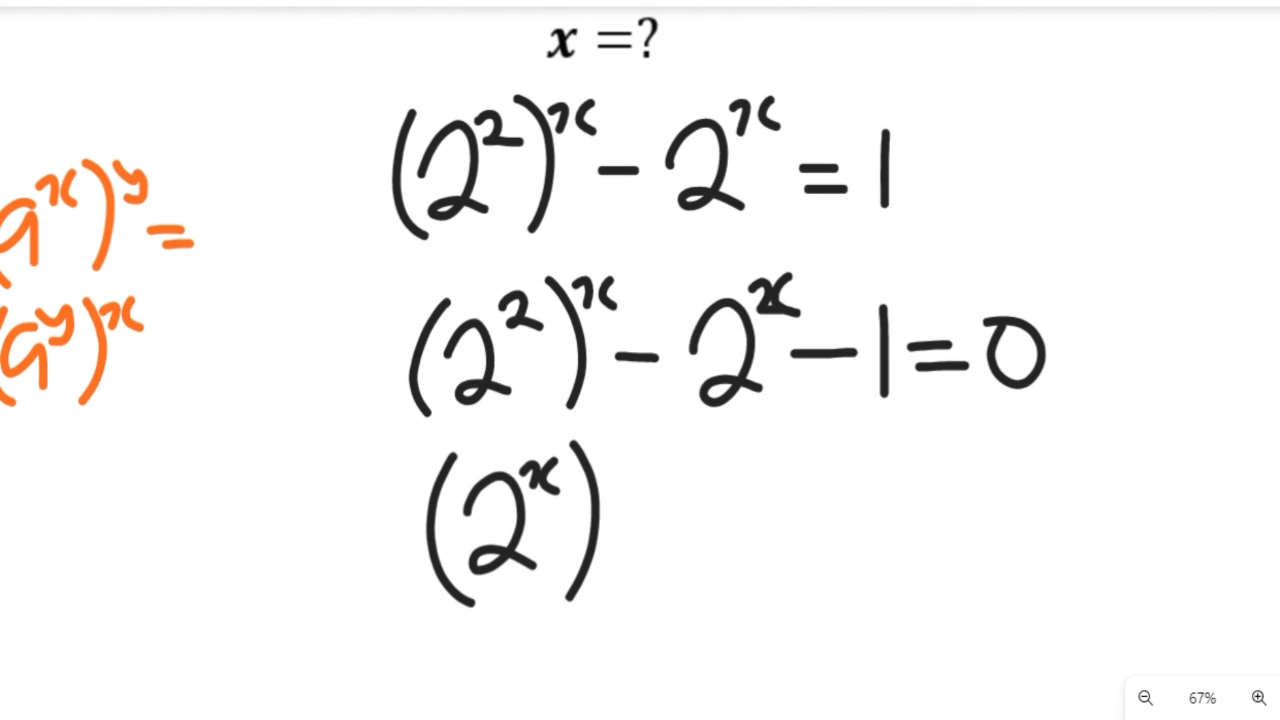 x =?
(2²)ˣ - 2ˣ = 1
(aˣ)ʸ =
(2²)ˣ - 2ˣ - 1 = 0
(aʸ)ˣ
(2ˣ)
67%